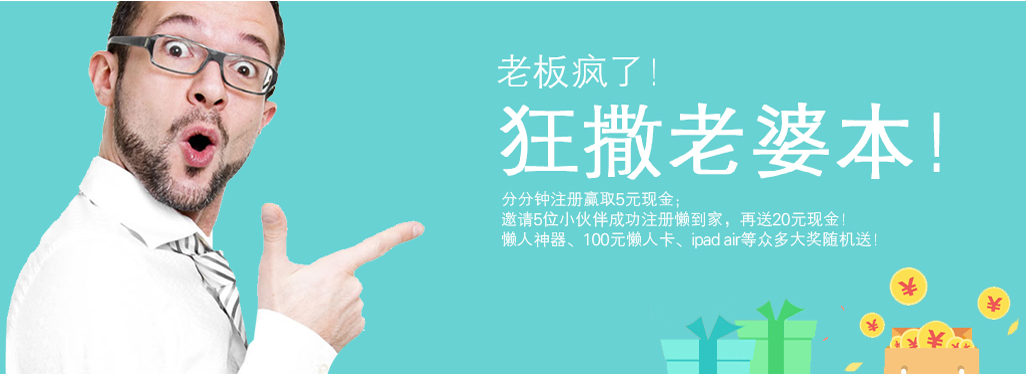 老板疯了!
狂撒老婆本!
分分钟注册赢取5元现金;
邀请5位小伙伴成功注册懒到家，再送20元现金!
懒人神器、100元懒人卡、ipad air等众多大奖随机送!